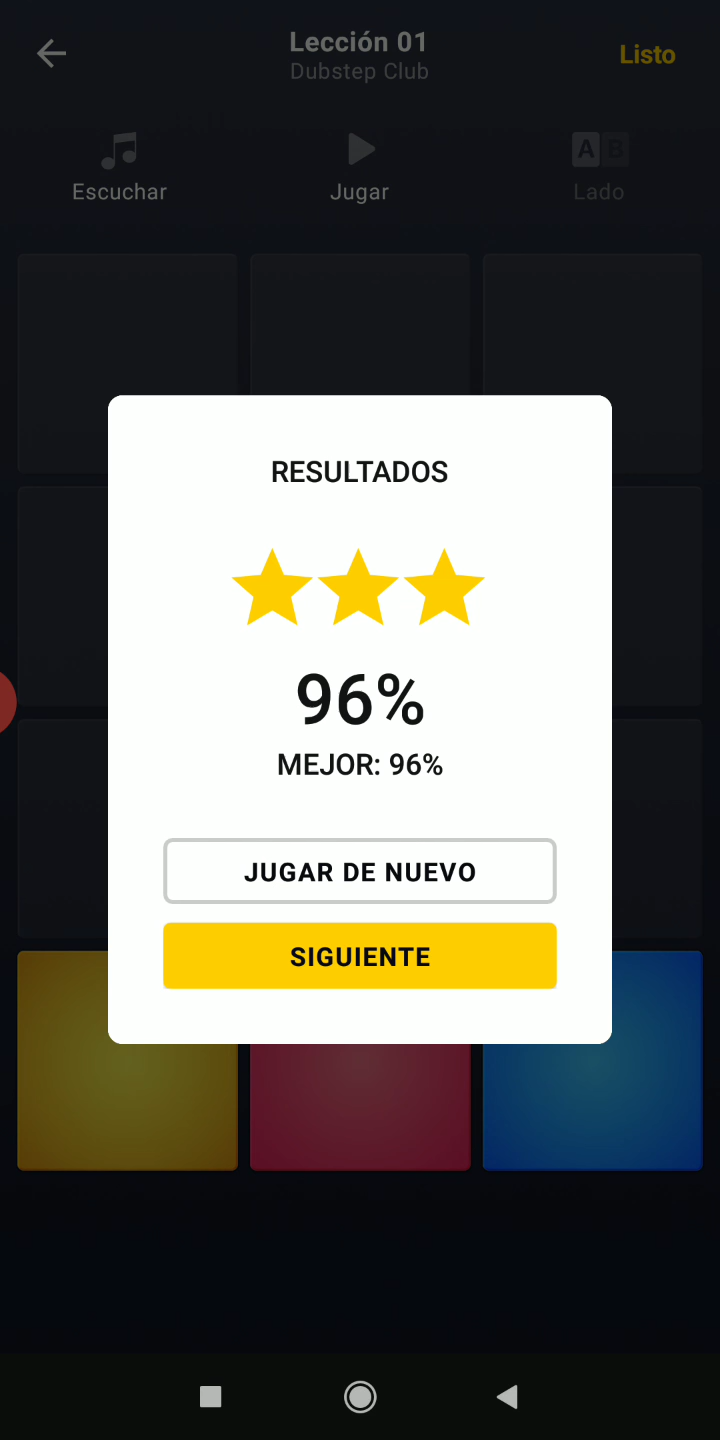 Lección 01
Dubstep Club
Listo
Escuchar
Jugar
A B
Lado
RESULTADOS
96%
MEJOR: 96%
JUGAR DE NUEVO
SIGUIENTE